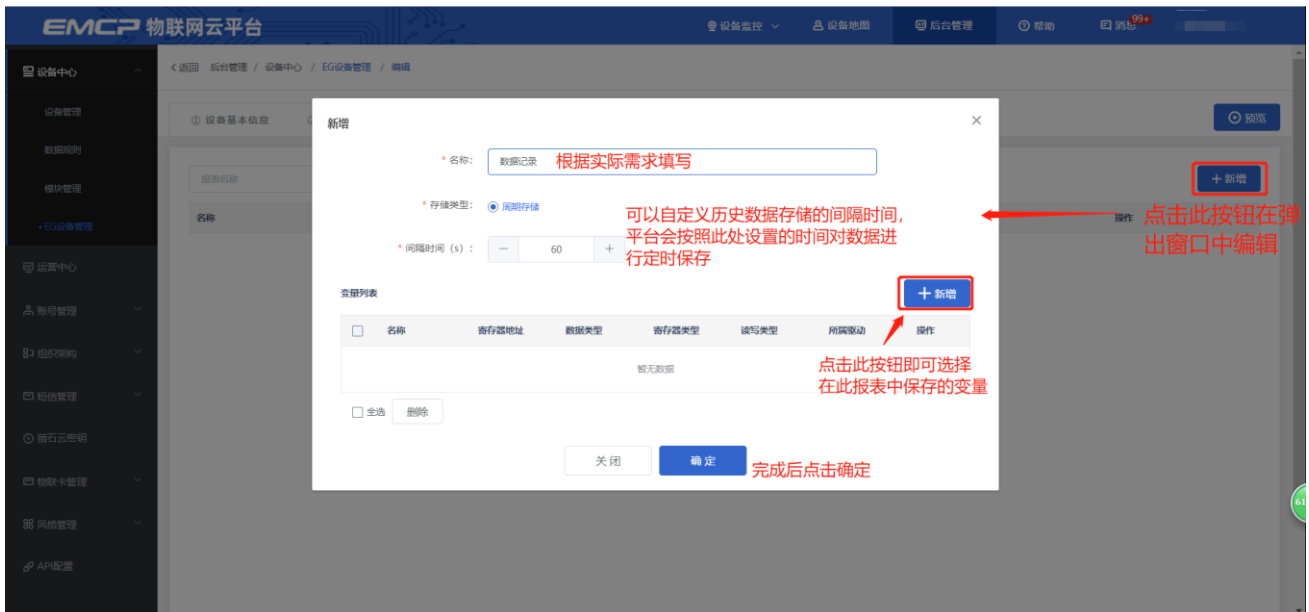 EMCP 物联网云平台
设备监控
设备地图
后台管理
帮助
消息
99+
设备中心
设备管理
数据规则
模块管理
• EG设备管理
运营中心
账号管理
组织架构
短信管理
萤石云密钥
物联卡管理
风格管理
API配置
< 返回 后台管理 / 设备中心 / EG设备管理 / 编辑
① 设备基本信息
预览
报表名称
+ 新增
名称
操作
点击此按钮在弹
出窗口中编辑
新增
* 名称: 数据记录
根据实际需求填写
* 存储类型: 周期存储
可以自定义历史数据存储的间隔时间,
平台会按照此处设置的时间对数据进
行定时保存
* 间隔时间 (s) : — 60 +
变量列表
+ 新增
名称 寄存器地址 数据类型 寄存器类型 读写类型 所属驱动 操作
暂无数据
点击此按钮即可选择
在此报表中保存的变量
全选 删除
关闭 确定
完成后点击确定
61